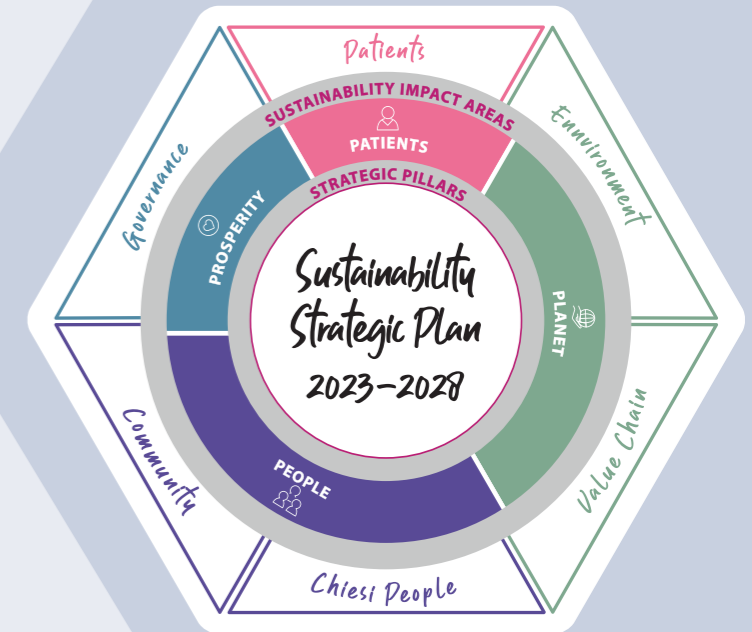 Patients
SUSTAINABILITY IMPACT AREAS
PATIENTS
STRATEGIC PILLARS
Governance
PROSPERITY
Ennvironment
PLANET
Sustainability
Strategic Plan
2023–2028
Community
PEOPLE
Value Chain
Chiesi People